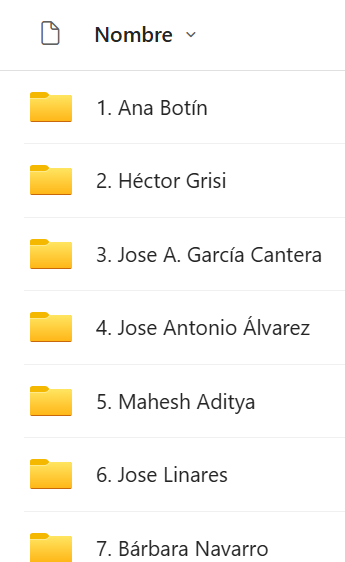 Nombre
1. Ana Botín
2. Héctor Grisi
3. Jose A. García Cantera
4. Jose Antonio Álvarez
5. Mahesh Aditya
6. Jose Linares
7. Bárbara Navarro